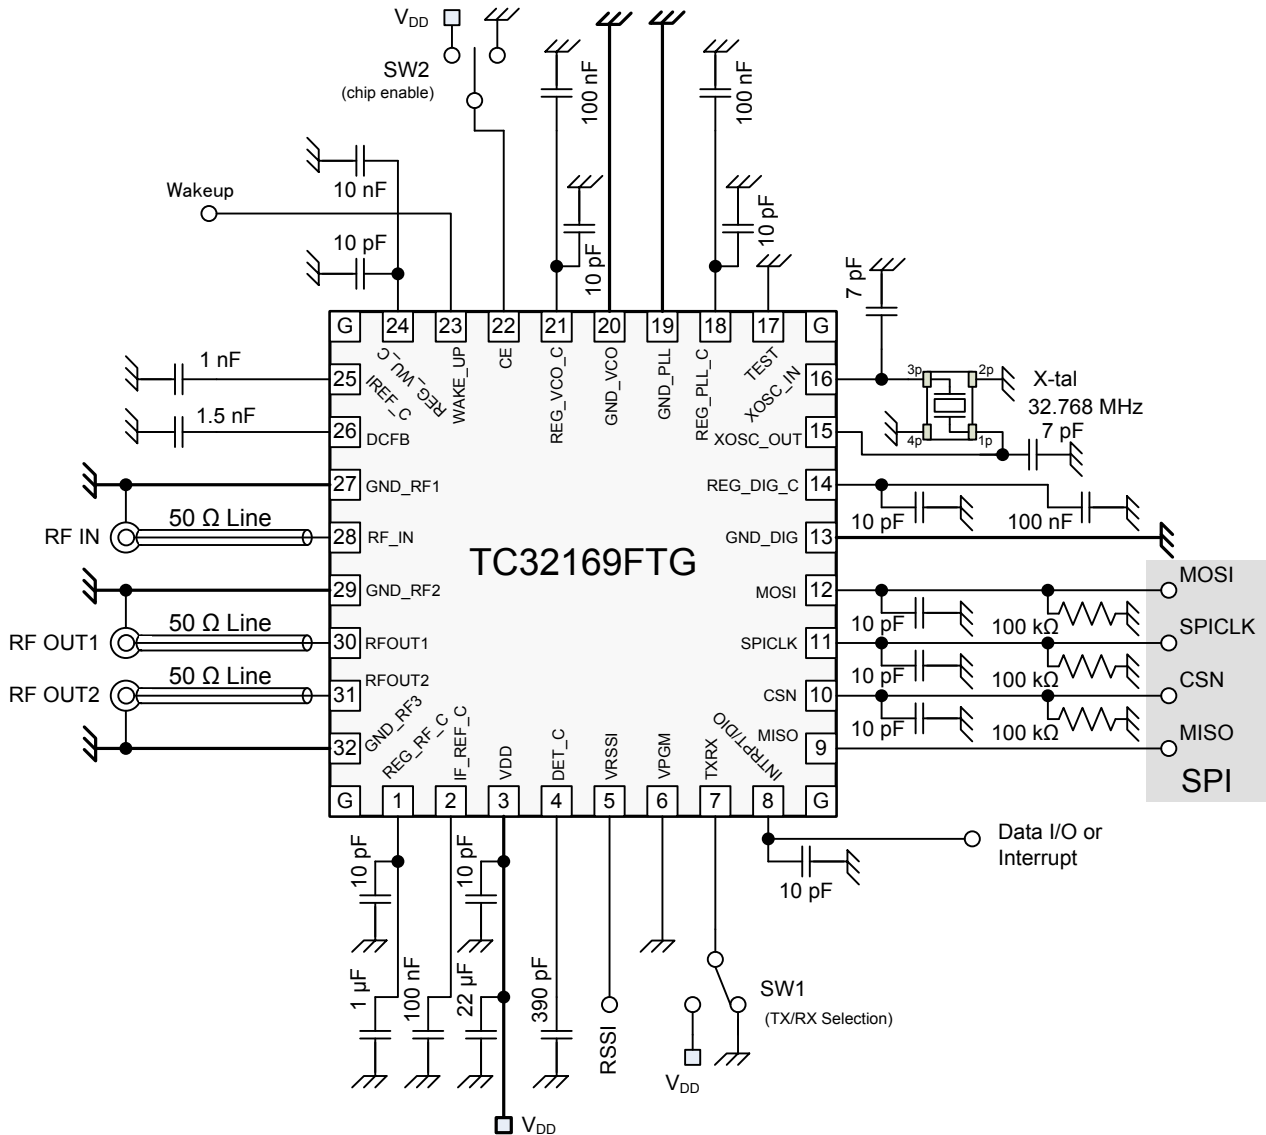 VDD
SW2
(chip enable)
100 nF
100 nF
10 nF
Wakeup
10 pF
10 pF
10 pF
7 pF
G
24
23
22
21
20
19
18
17
G
REG_WU_C
WAKE_UP
CE
REG_VCO_C
GND_VCO
GND_PLL
REG_PLL_C
TEST
1 nF
25
IREF_C
XOSC_IN
16
3p
2p
X-tal
32.768 MHz
1.5 nF
26
DCFB
XOSC_OUT
15
4p
1p
7 pF
27
GND_RF1
REG_DIG_C
14
10 pF
100 nF
RF IN
50 Ω Line
28
RF_IN
TC32169FTG
GND_DIG
13
29
GND_RF2
MOSI
12
10 pF
100 kΩ
MOSI
RF OUT1
50 Ω Line
30
RFOUT1
SPICLK
11
10 pF
100 kΩ
SPICLK
RF OUT2
50 Ω Line
31
RFOUT2
CSN
10
10 pF
100 kΩ
CSN
32
GND_RF3
MISO
9
MISO
SPI
REG_RF_C
IF_REF_C
VDD
DET_C
VRSSI
VPGM
TXRX
INTRPT/DIO
G
1
2
3
4
5
6
7
8
G
Data I/O or
Interrupt
10 pF
10 pF
10 pF
1 µF
100 nF
22 µF
390 pF
RSSI
SW1
(TX/RX Selection)
VDD
VDD